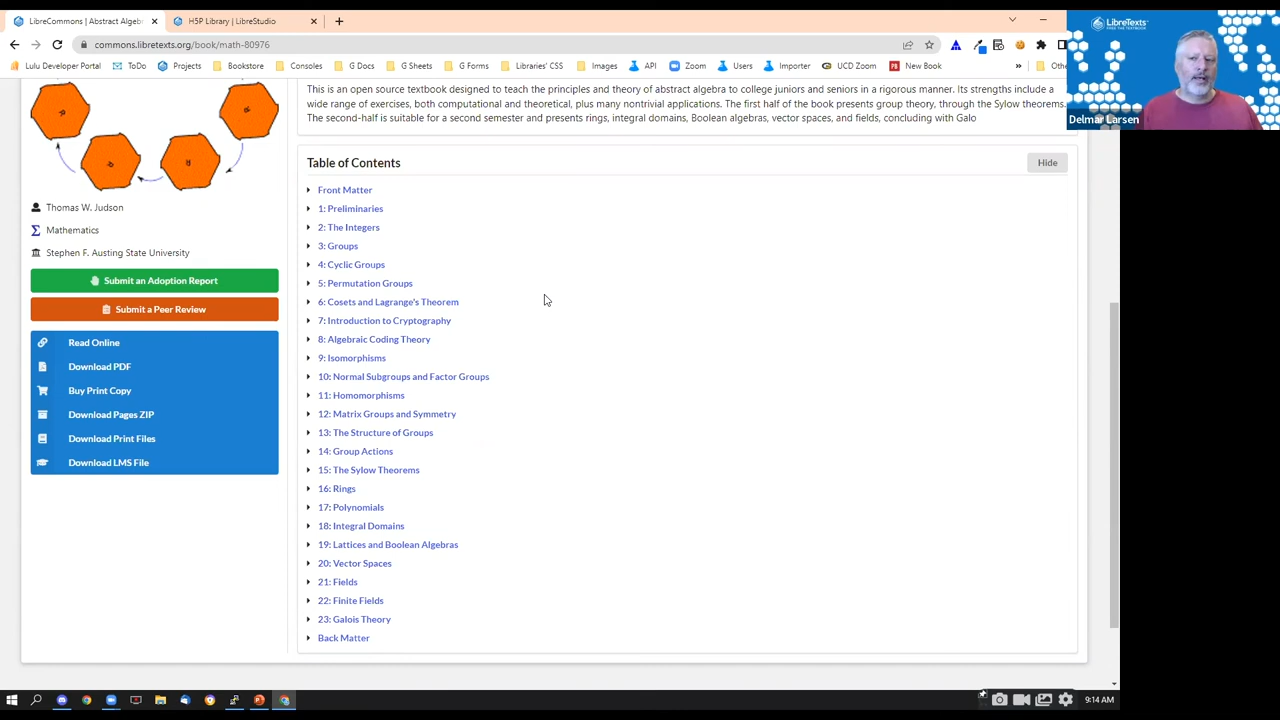 LibreCommons | Abstract Algeb
H5P Library | LibreStudio
commons.libretexts.org/book/math-80976
Lulu Developer Portal
ToDo
Projects
Bookstore
Consoles
G Docs
G Sheets
G Forms
Libraries' CSS
Images
API
Zoom
Users
Importer
UCD Zoom
New Book
»
Othe
LibreTexts
FREE THE TEXTBOOK
Delmar Larsen
This is an open source textbook designed to teach the principles and theory of abstract algebra to college juniors and seniors in a rigorous manner. Its strengths include a
wide range of exercises, both computational and theoretical, plus many nontrivial applications. The first half of the book presents group theory, through the Sylow theorems,
The second-half is suitable for a second semester and presents rings, integral domains, Boolean algebras, vector spaces, and fields, concluding with Galo
Thomas W. Judson
Mathematics
Stephen F. Austing State University
Submit an Adoption Report
Submit a Peer Review
Read Online
Download PDF
Buy Print Copy
Download Pages ZIP
Download Print Files
Download LMS File
Table of Contents
Hide
Front Matter
1: Preliminaries
2: The Integers
3: Groups
4: Cyclic Groups
5: Permutation Groups
6: Cosets and Lagrange's Theorem
7: Introduction to Cryptography
8: Algebraic Coding Theory
9: Isomorphisms
10: Normal Subgroups and Factor Groups
11: Homomorphisms
12: Matrix Groups and Symmetry
13: The Structure of Groups
14: Group Actions
15: The Sylow Theorems
16: Rings
17: Polynomials
18: Integral Domains
19: Lattices and Boolean Algebras
20: Vector Spaces
21: Fields
22: Finite Fields
23: Galois Theory
Back Matter
9:14 AM